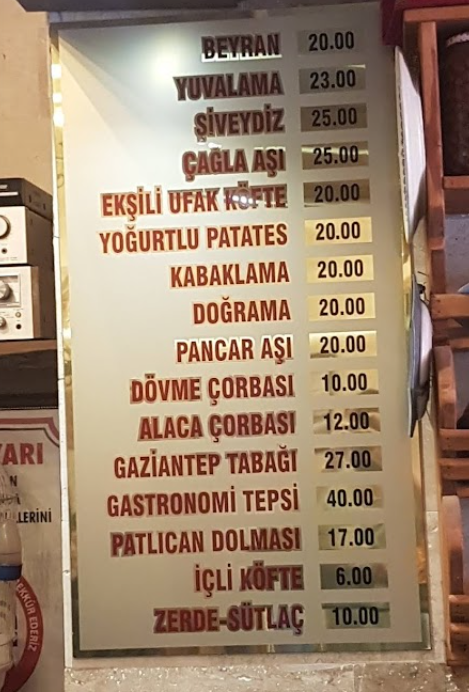 BEYRAN 20.00
YUVALAMA 23.00
ŞİVEYDİZ 25.00
ÇAĞLA AŞI 25.00
EKŞİLİ UFAK KÖFTE 20.00
YOĞURTLU PATATES 20.00
KABAKLAMA 20.00
DOĞRAMA 20.00
PANCAR AŞI 20.00
DÖVME ÇORBASI 10.00
ALACA ÇORBASI 12.00
GAZİANTEP TABAĞI 27.00
GASTRONOMİ TEPSİ 40.00
PATLICAN DOLMASI 17.00
İÇLİ KÖFTE 6.00
ZERDE-SÜTLAÇ 10.00
YARI
LERİNİ
EKKÜR EDERİZ